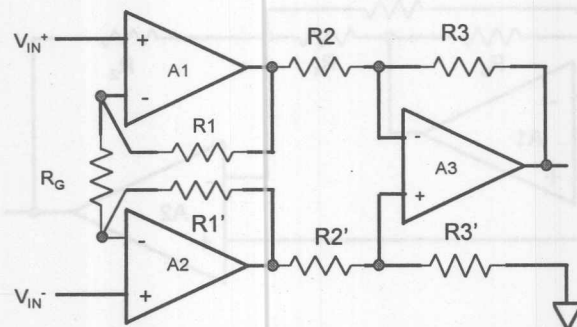 R2
R3
VIN+
+
A1
-
R1
RG
-
A3
+
R1'
R2'
R3'
-
A2
VIN-
+